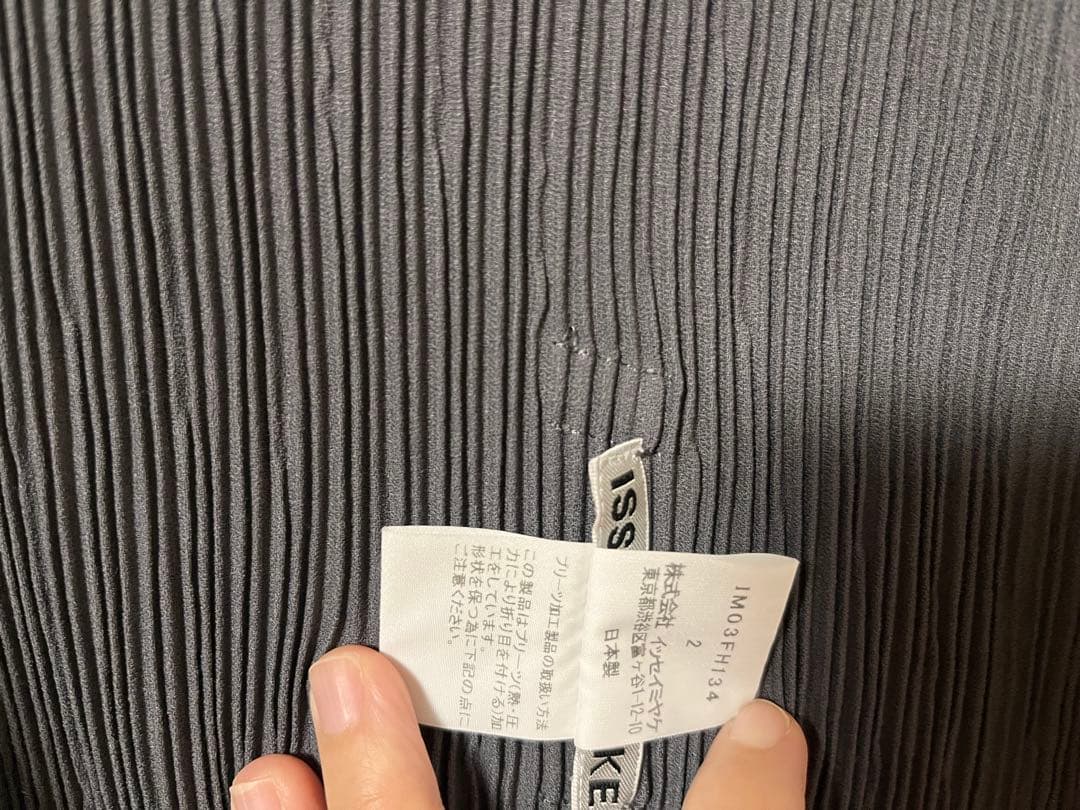 ISS
KE
IM03FH134
2
株式会社 イッセイミヤケ
東京都渋谷区富ヶ谷1-12-10
日本製
プリーツ加工製品の取扱い方法
この製品はプリーツ(熱・圧
力により折り目を付ける)加
工をしています。
形状を保つ為に下記の点に
ご注意ください。